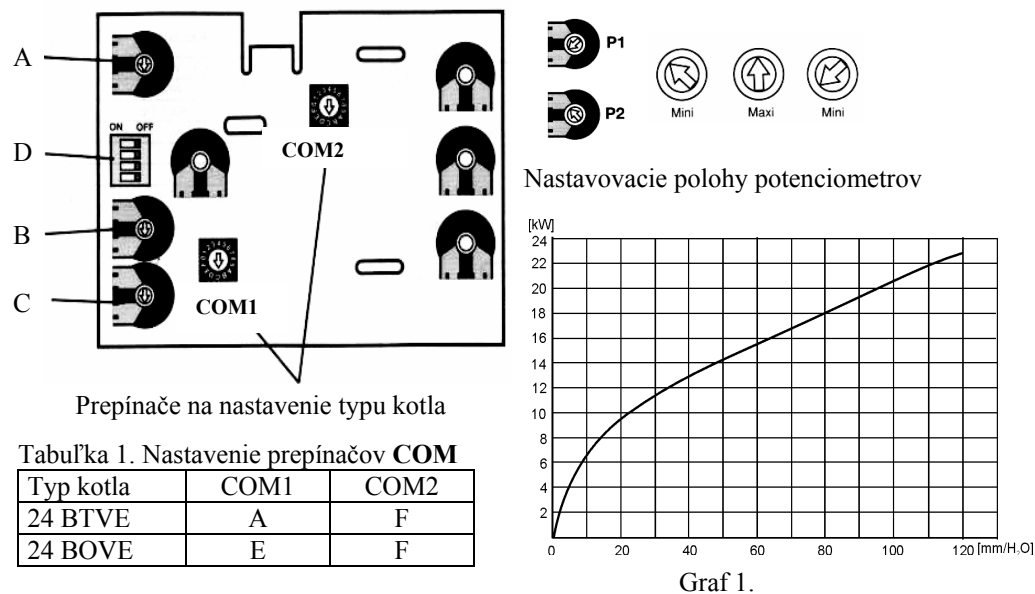 A
D
B
C
ON OFF
COM2
COM1
Prepínače na nastavenie typu kotla
Tabuľka 1. Nastavenie prepínačov COM
Typ kotla COM1 COM2
24 BTVE A F
24 BOVE E F
P1
P2
Mini Maxi Mini
Nastavovacie polohy potenciometrov
[kW]
24
22
20
18
16
14
12
10
8
6
4
2
0 20 40 60 80 100 120 [mm/H₂O]
Graf 1.